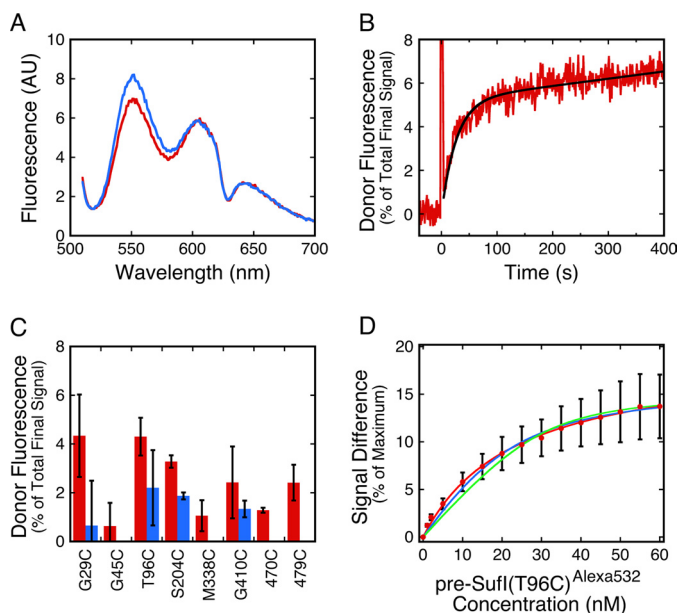 A
Fluorescence (AU)
10
8
6
4
2
0
500 550 600 650 700
Wavelength (nm)
B
Donor Fluorescence
(% of Total Final Signal)
8
6
4
2
0
0 100 200 300 400
Time (s)
C
Donor Fluorescence
(% of Total Final Signal)
8
6
4
2
0
G29C
G45C
T96C
S204C
M338C
G410C
470C
479C
D
Signal Difference
(% of Maximum)
20
15
10
5
0
0 10 20 30 40 50 60
pre-SufI(T96C)Alexa532
Concentration (nM)